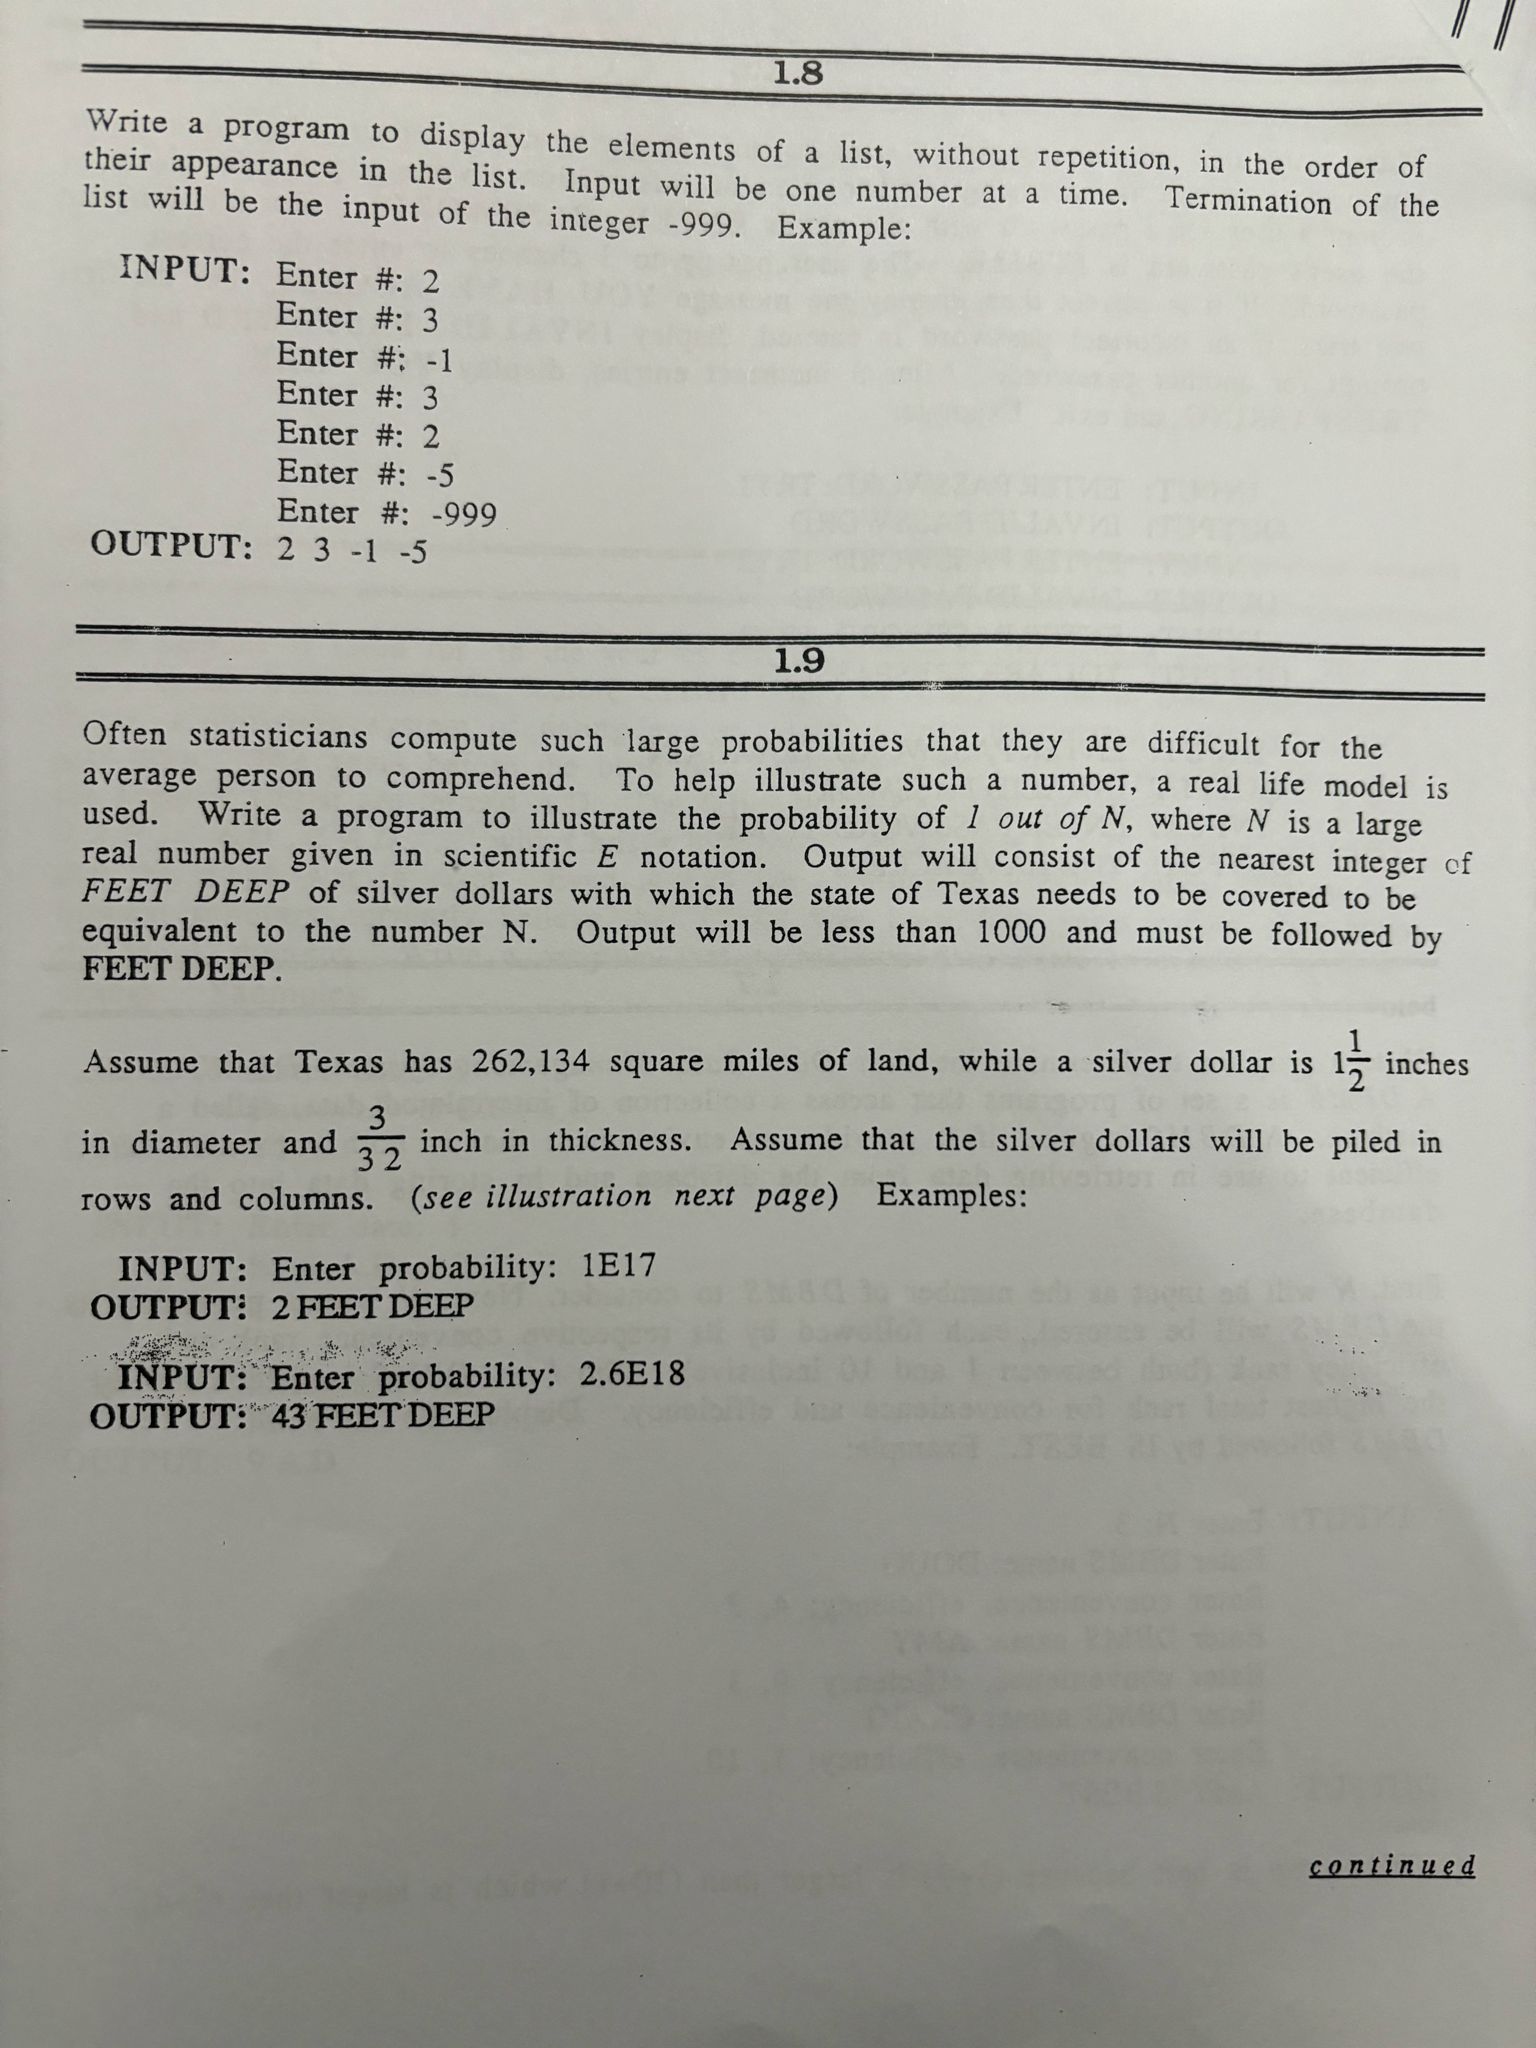 1.8
Write a program to display the elements of a list, without repetition, in the order of
their appearance in the list. Input will be one number at a time. Termination of the
list will be the input of the integer -999. Example:
INPUT: Enter #: 2
Enter #: 3
Enter #: -1
Enter #: 3
Enter #: 2
Enter #: -5
Enter #: -999
OUTPUT: 2 3 -1 -5
1.9
Often statisticians compute such large probabilities that they are difficult for the
average person to comprehend. To help illustrate such a number, a real life model is
used. Write a program to illustrate the probability of 1 out of N, where N is a large
real number given in scientific E notation. Output will consist of the nearest integer of
FEET DEEP of silver dollars with which the state of Texas needs to be covered to be
equivalent to the number N. Output will be less than 1000 and must be followed by
FEET DEEP.
Assume that Texas has 262,134 square miles of land, while a silver dollar is 1 1/2 inches
in diameter and 3/32 inch in thickness. Assume that the silver dollars will be piled in
rows and columns. (see illustration next page) Examples:
INPUT: Enter probability: 1E17
OUTPUT: 2 FEET DEEP
INPUT: Enter probability: 2.6E18
OUTPUT: 43 FEET DEEP
continued